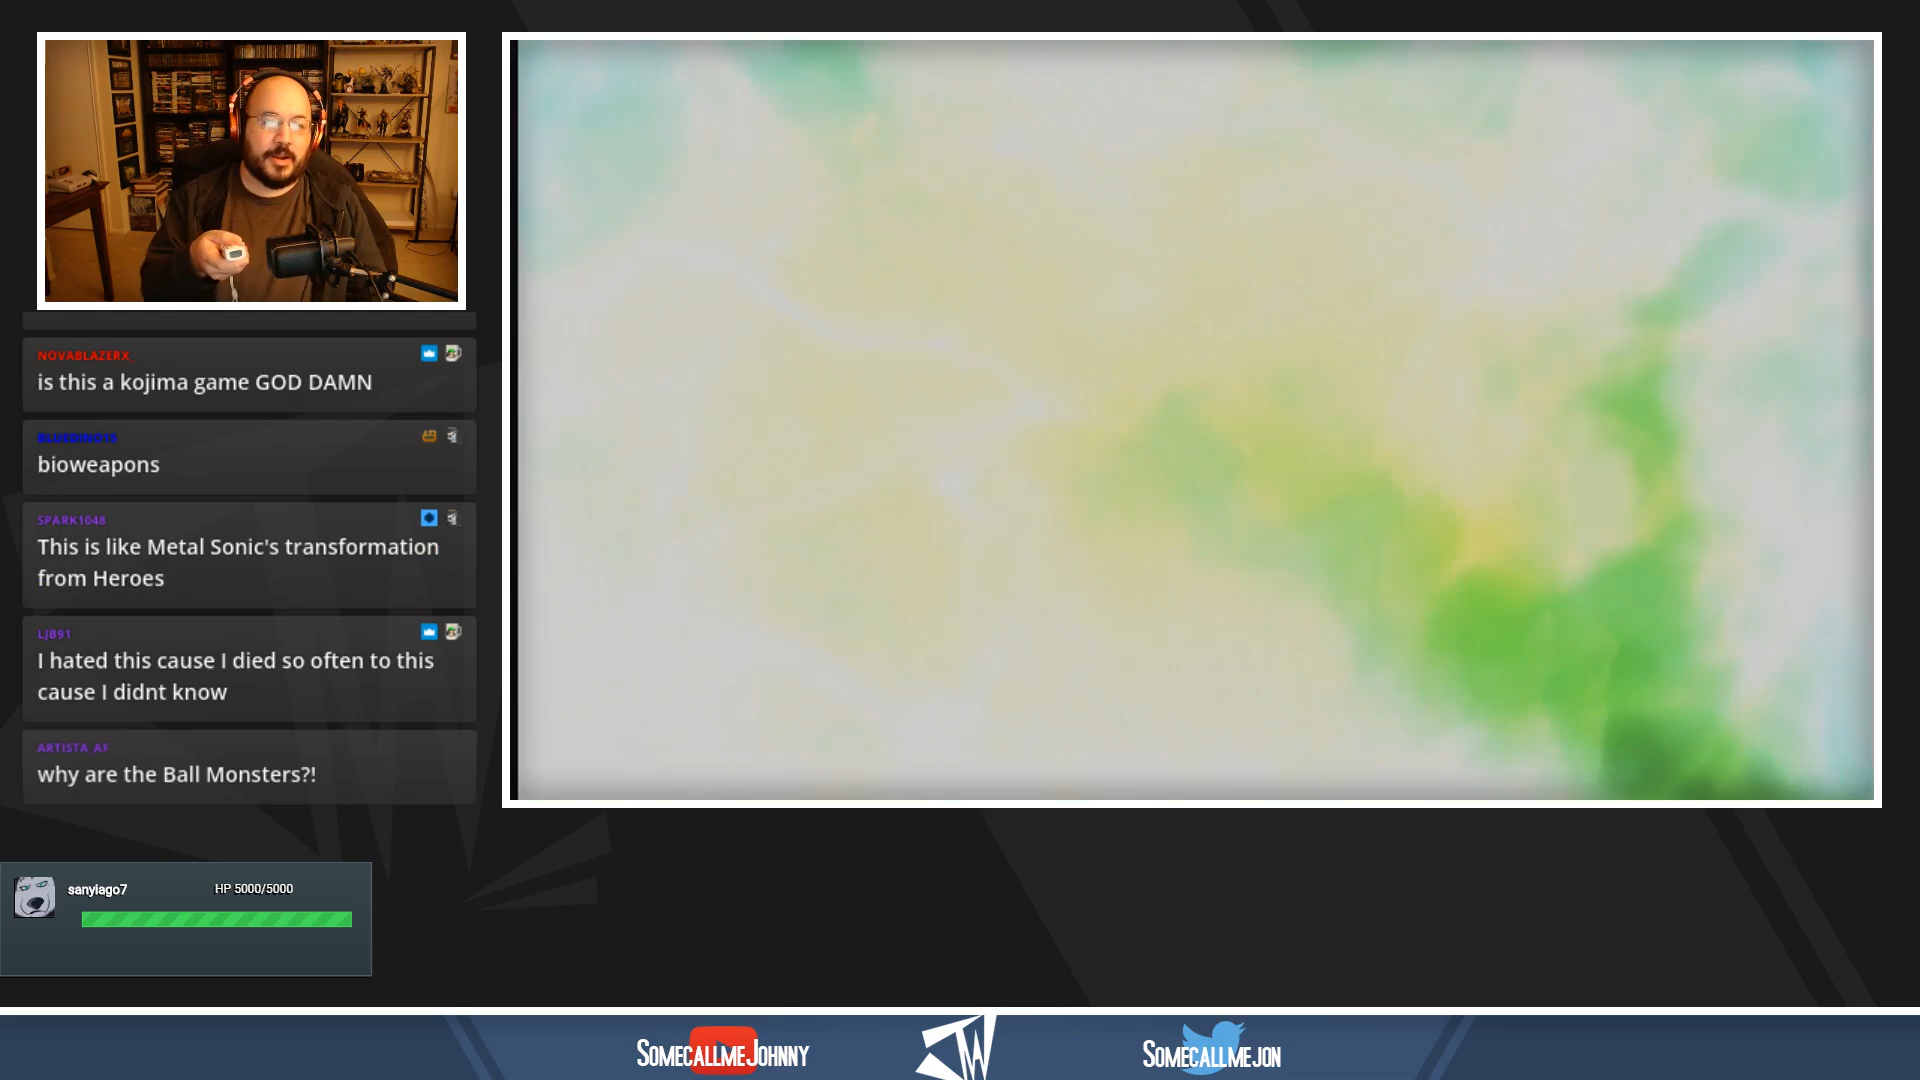 NOVABLAZERX
is this a kojima game GOD DAMN
bioweapons
SPARK1048
This is like Metal Sonic's transformation
from Heroes
LJB91
I hated this cause I died so often to this
cause I didnt know
ARTISTA AF
why are the Ball Monsters?!
sanyiago7
HP 5000/5000
SOMECALLMEJOHNNY
SOMECALLMEJON